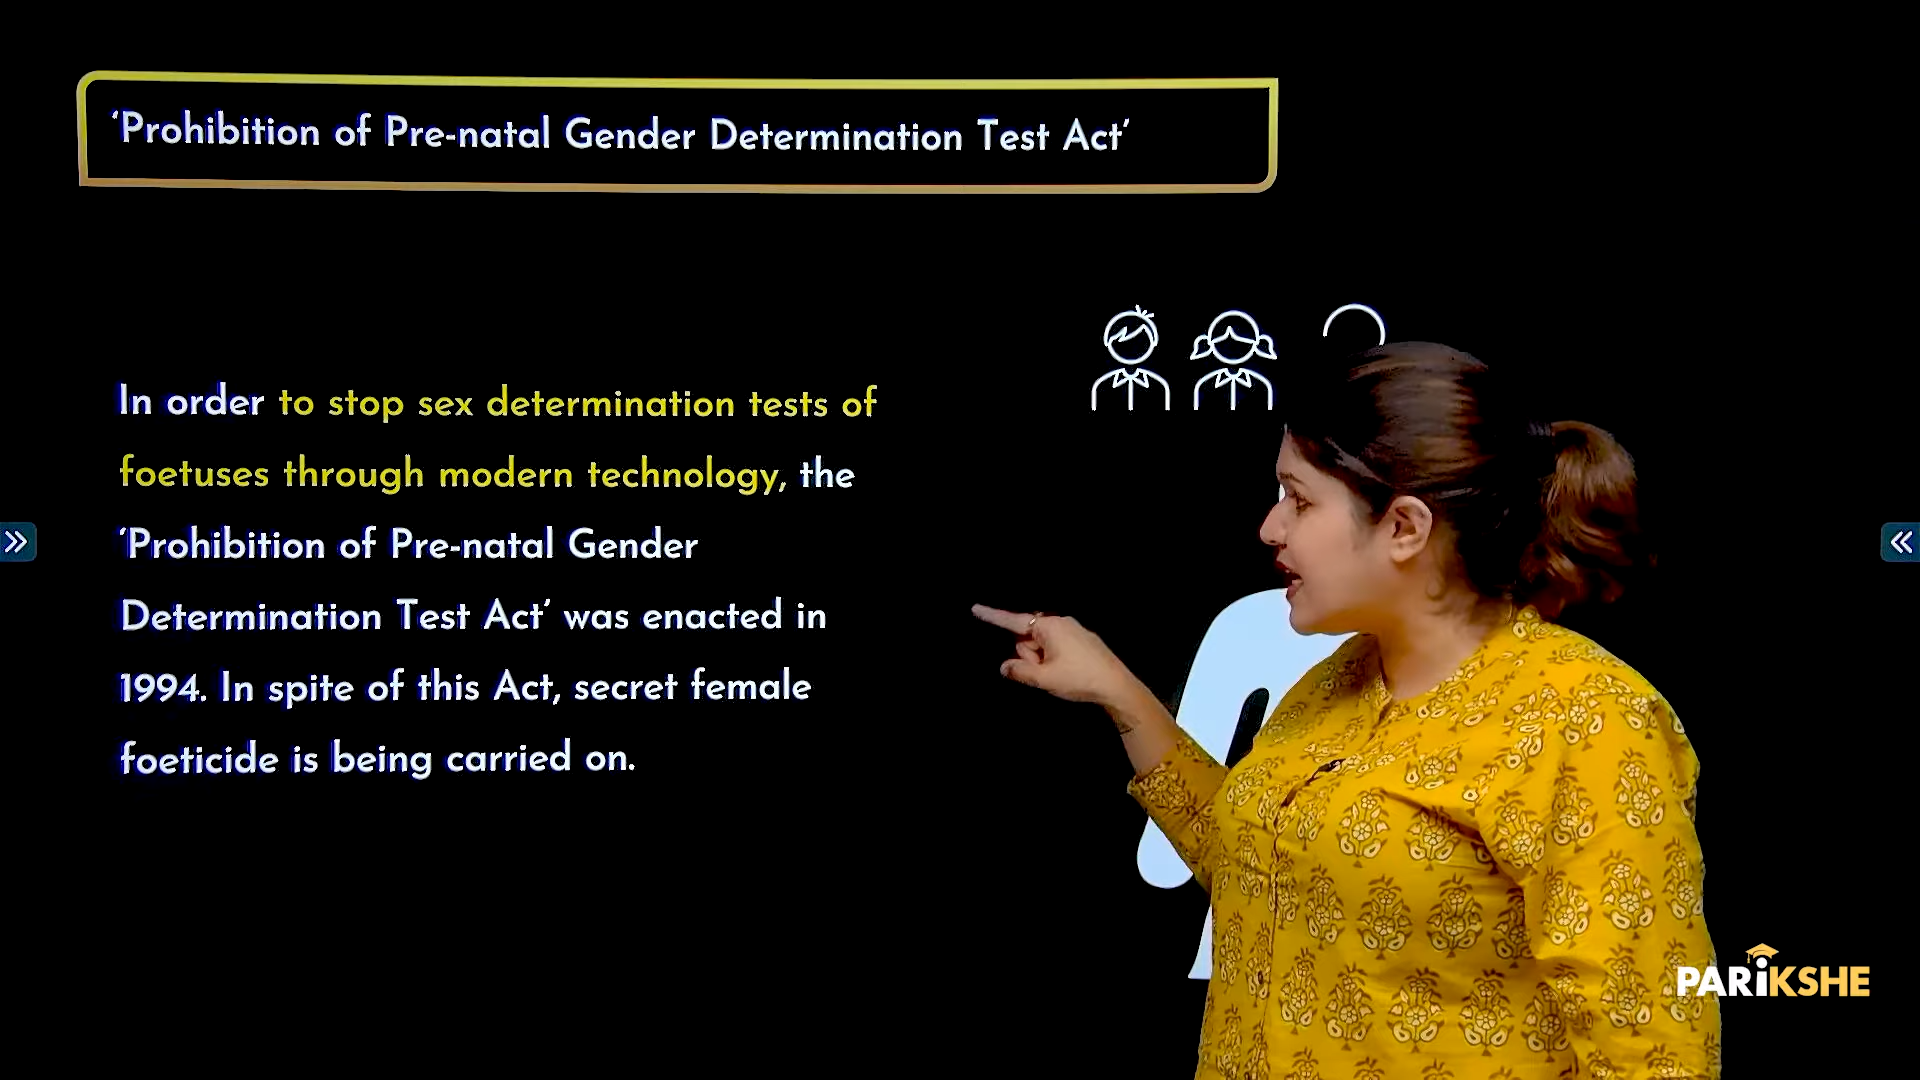 ‘Prohibition of Pre-natal Gender Determination Test Act’
In order to stop sex determination tests of
foetuses through modern technology, the
‘Prohibition of Pre-natal Gender
Determination Test Act’ was enacted in
1994. In spite of this Act, secret female
foeticide is being carried on.
PARiKSHE